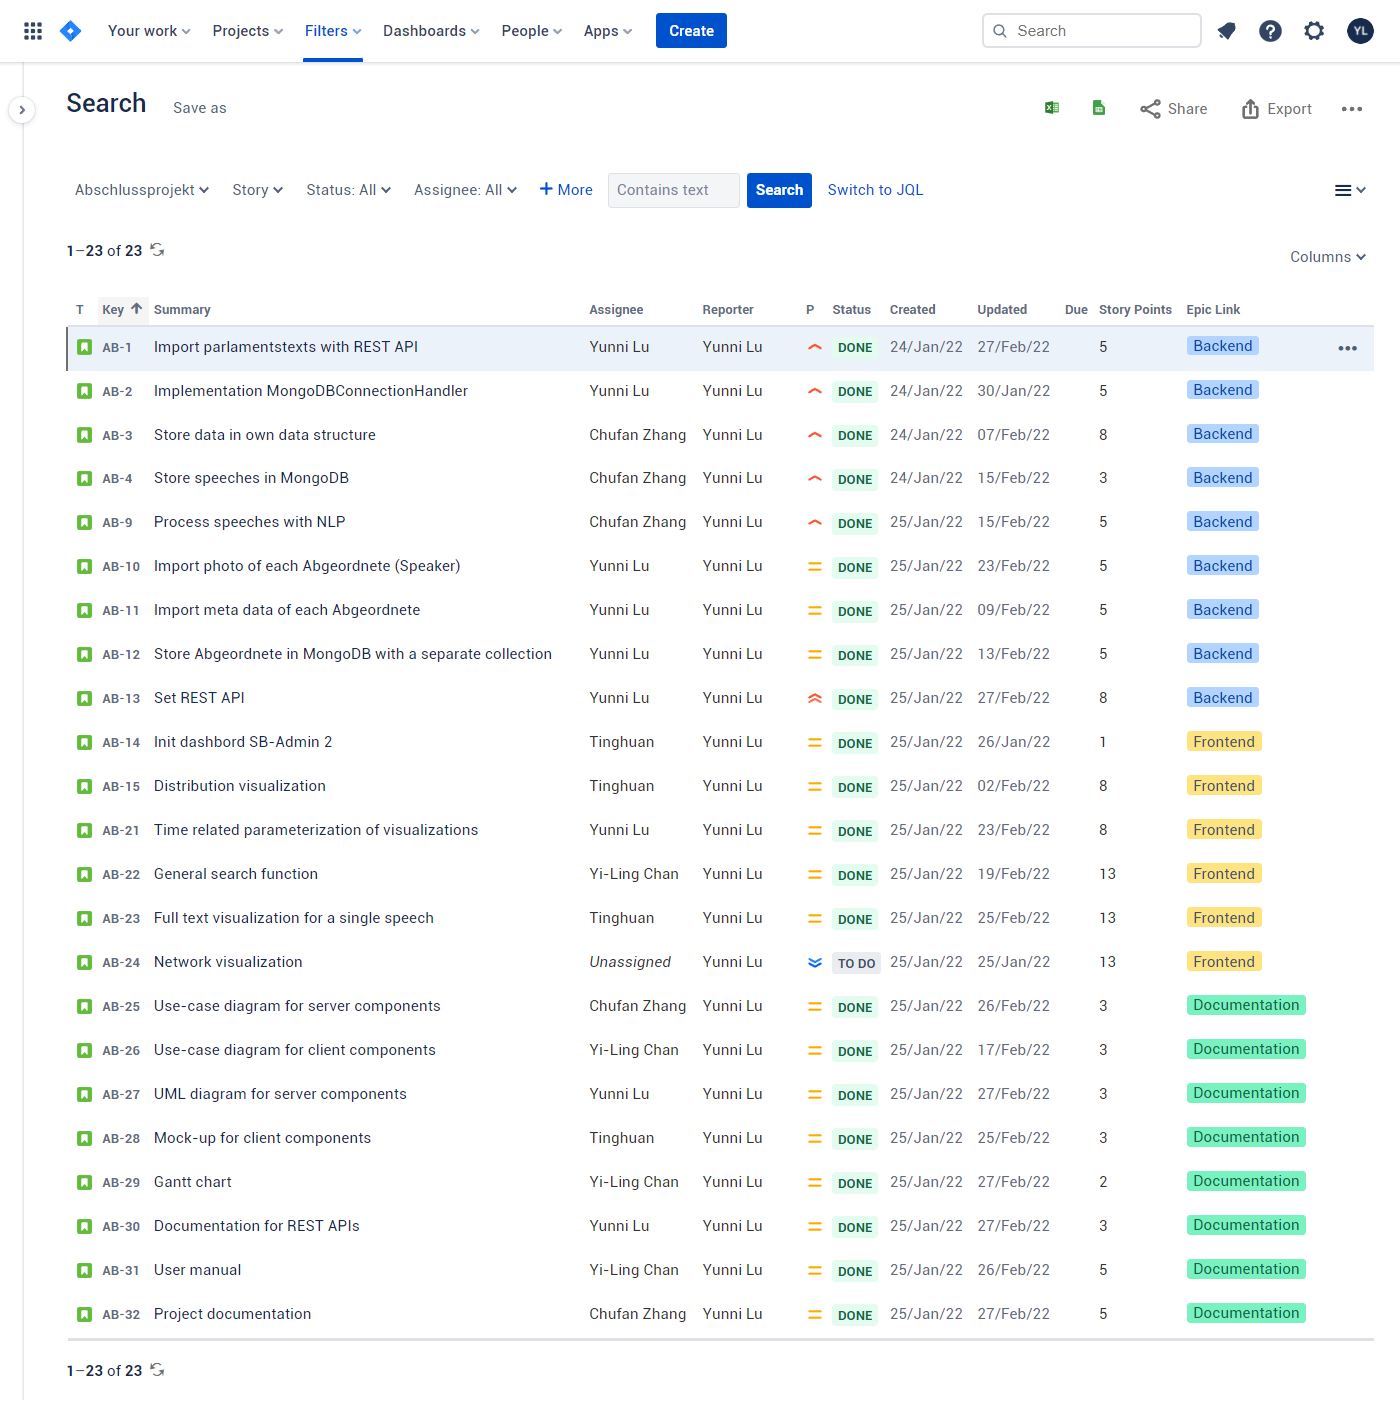 Your work Projects Filters Dashboards People Apps Create Search YL
Search Save as Share Export
Abschlussprojekt Story Status: All Assignee: All + More Contains text Search Switch to JQL
1–23 of 23
Columns
T Key Summary Assignee Reporter P Status Created Updated Due Story Points Epic Link
AB-1 Import parlamentstexts with REST API Yunni Lu Yunni Lu DONE 24/Jan/22 27/Feb/22 5 Backend
AB-2 Implementation MongoDBConnectionHandler Yunni Lu Yunni Lu DONE 24/Jan/22 30/Jan/22 5 Backend
AB-3 Store data in own data structure Chufan Zhang Yunni Lu DONE 24/Jan/22 07/Feb/22 8 Backend
AB-4 Store speeches in MongoDB Chufan Zhang Yunni Lu DONE 24/Jan/22 15/Feb/22 3 Backend
AB-9 Process speeches with NLP Chufan Zhang Yunni Lu DONE 25/Jan/22 15/Feb/22 5 Backend
AB-10 Import photo of each Abgeordnete (Speaker) Yunni Lu Yunni Lu DONE 25/Jan/22 23/Feb/22 5 Backend
AB-11 Import meta data of each Abgeordnete Yunni Lu Yunni Lu DONE 25/Jan/22 09/Feb/22 5 Backend
AB-12 Store Abgeordnete in MongoDB with a separate collection Yunni Lu Yunni Lu DONE 25/Jan/22 13/Feb/22 5 Backend
AB-13 Set REST API Yunni Lu Yunni Lu DONE 25/Jan/22 27/Feb/22 8 Backend
AB-14 Init dashbord SB-Admin 2 Tinghuan Yunni Lu DONE 25/Jan/22 26/Jan/22 1 Frontend
AB-15 Distribution visualization Tinghuan Yunni Lu DONE 25/Jan/22 02/Feb/22 8 Frontend
AB-21 Time related parameterization of visualizations Yunni Lu Yunni Lu DONE 25/Jan/22 23/Feb/22 8 Frontend
AB-22 General search function Yi-Ling Chan Yunni Lu DONE 25/Jan/22 19/Feb/22 13 Frontend
AB-23 Full text visualization for a single speech Tinghuan Yunni Lu DONE 25/Jan/22 25/Feb/22 13 Frontend
AB-24 Network visualization Unassigned Yunni Lu TO DO 25/Jan/22 25/Jan/22 13 Frontend
AB-25 Use-case diagram for server components Chufan Zhang Yunni Lu DONE 25/Jan/22 26/Feb/22 3 Documentation
AB-26 Use-case diagram for client components Yi-Ling Chan Yunni Lu DONE 25/Jan/22 17/Feb/22 3 Documentation
AB-27 UML diagram for server components Yunni Lu Yunni Lu DONE 25/Jan/22 27/Feb/22 3 Documentation
AB-28 Mock-up for client components Tinghuan Yunni Lu DONE 25/Jan/22 25/Feb/22 3 Documentation
AB-29 Gantt chart Yi-Ling Chan Yunni Lu DONE 25/Jan/22 27/Feb/22 2 Documentation
AB-30 Documentation for REST APIs Yunni Lu Yunni Lu DONE 25/Jan/22 27/Feb/22 3 Documentation
AB-31 User manual Yi-Ling Chan Yunni Lu DONE 25/Jan/22 26/Feb/22 5 Documentation
AB-32 Project documentation Chufan Zhang Yunni Lu DONE 25/Jan/22 27/Feb/22 5 Documentation
1–23 of 23